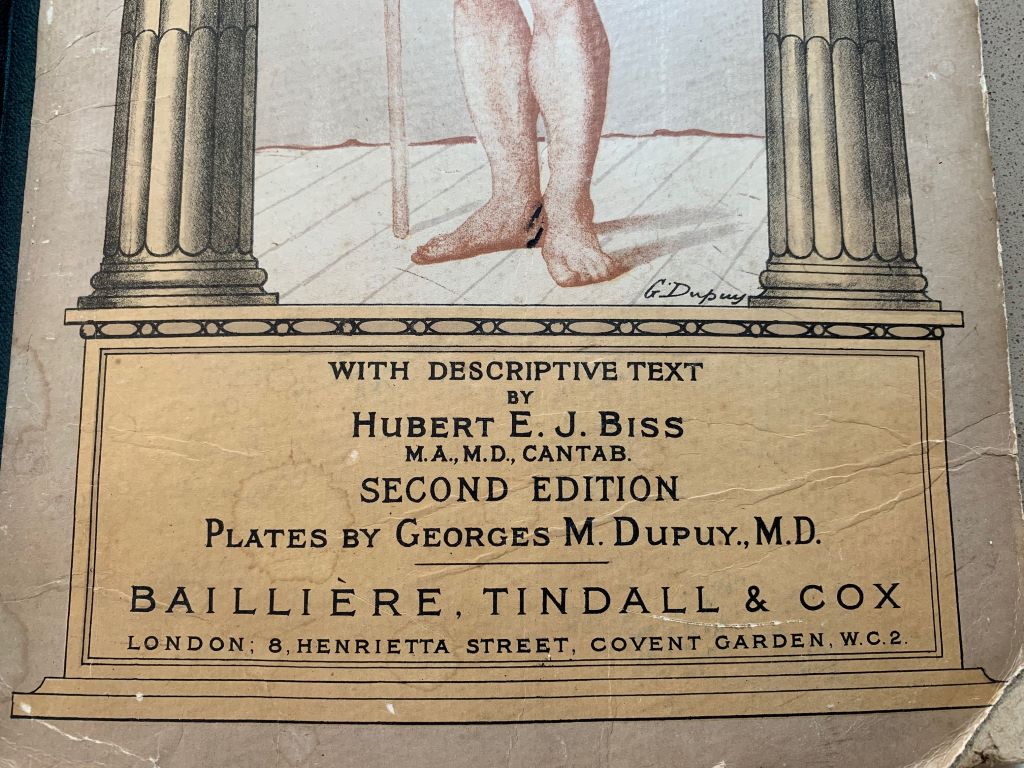 G. Dupuy
WITH DESCRIPTIVE TEXT
BY
HUBERT E. J. BISS
M.A., M.D., CANTAB.
SECOND EDITION
PLATES BY GEORGES M. DUPUY., M.D.
BAILLIÈRE, TINDALL & COX
LONDON; 8, HENRIETTA STREET, COVENT GARDEN, W.C.2.